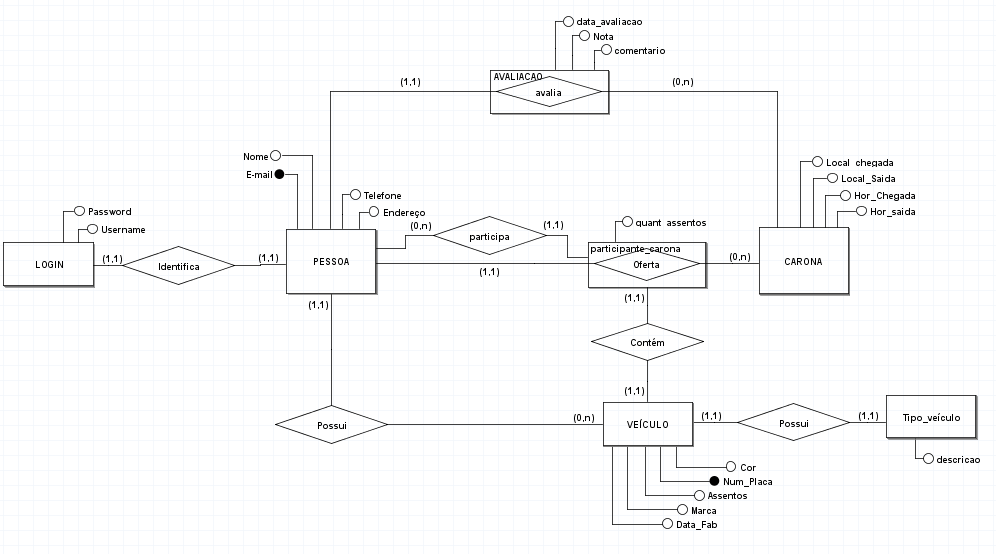 data_avaliacao
Nota
comentario
AVALIACAO
(1,1)
avalia
(0,n)
Nome
E-mail
Telefone
Endereço
Local_chegada
Local_Saida
Hor_Chegada
Hor_saida
Password
Username
(0,n)
participa
(1,1)
quant_assentos
participante_carona
LOGIN
(1,1)
Identifica
(1,1)
PESSOA
(1,1)
Oferta
(0,n)
CARONA
(1,1)
(1,1)
Contém
(1,1)
Possui
(0,n)
VEÍCULO
(1,1)
Possui
(1,1)
Tipo_veículo
descricao
Cor
Num_Placa
Assentos
Marca
Data_Fab